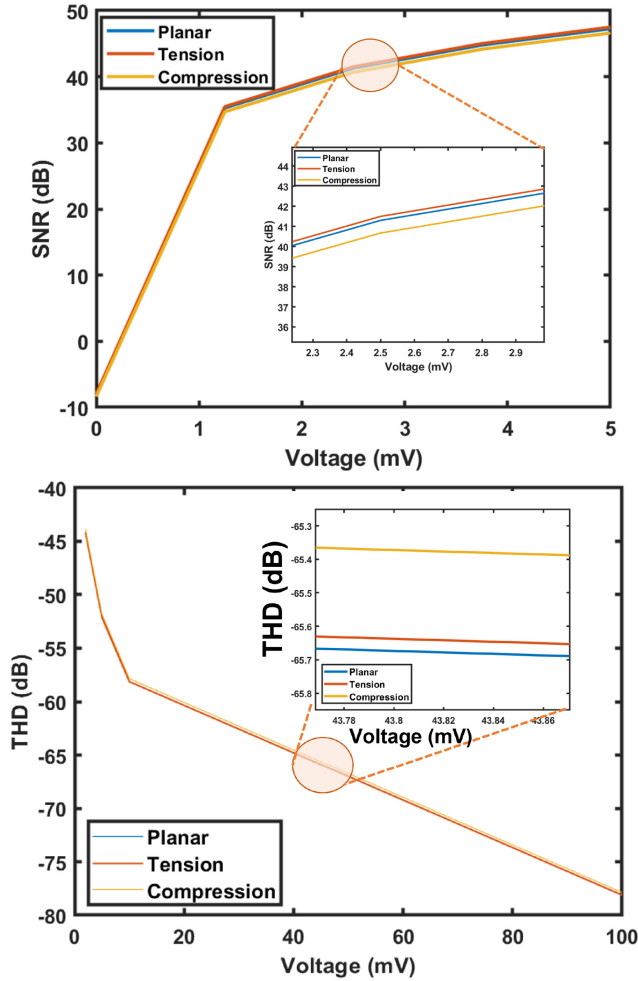 50
40
30
20
10
0
-10
SNR (dB)
Planar
Tension
Compression
44
43
42
41
40
39
38
37
36
SNR (dB)
Planar
Tension
Compression
2.3 2.4 2.5 2.6 2.7 2.8 2.9
Voltage (mV)
0 1 2 3 4 5
Voltage (mV)
-40
-45
-50
-55
-60
-65
-70
-75
-80
THD (dB)
-65.3
-65.4
-65.5
-65.6
-65.7
-65.8
THD (dB)
Planar
Tension
Compression
43.78 43.8 43.82 43.84 43.86
Voltage (mV)
Planar
Tension
Compression
0 20 40 60 80 100
Voltage (mV)